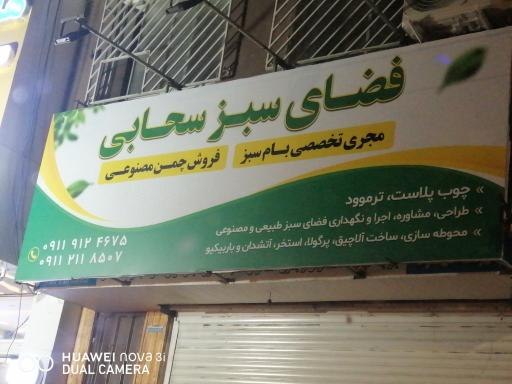 فضای سبز سحابی
مجری تخصصی بام سبز
فروش چمن مصنوعی
» چوب پلاست، ترموود
» طراحی، مشاوره، اجرا و نگهداری فضای سبز طبیعی و مصنوعی
» محوطه سازی، ساخت آلاچیق، پرگولا، استخر، آتشدان و باربیکیو
۰۹۱۱ ۹۱۲ ۴۶۷۵
۰۹۱۱ ۲۱۱ ۸۵۰۷
HUAWEI nova 3i
DUAL CAMERA